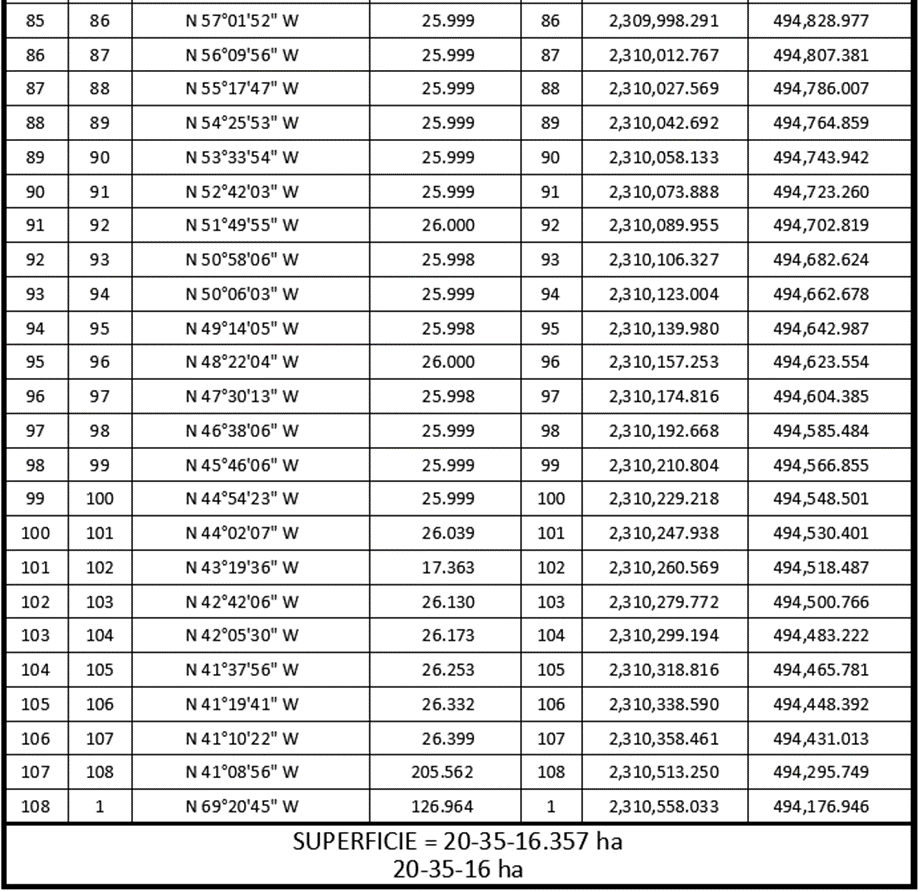 85 86 N 57°01'52" W 25.999 86 2,309,998.291 494,828.977
86 87 N 56°09'56" W 25.999 87 2,310,012.767 494,807.381
87 88 N 55°17'47" W 25.999 88 2,310,027.569 494,786.007
88 89 N 54°25'53" W 25.999 89 2,310,042.692 494,764.859
89 90 N 53°33'54" W 25.999 90 2,310,058.133 494,743.942
90 91 N 52°42'03" W 25.999 91 2,310,073.888 494,723.260
91 92 N 51°49'55" W 26.000 92 2,310,089.955 494,702.819
92 93 N 50°58'06" W 25.998 93 2,310,106.327 494,682.624
93 94 N 50°06'03" W 25.999 94 2,310,123.004 494,662.678
94 95 N 49°14'05" W 25.998 95 2,310,139.980 494,642.987
95 96 N 48°22'04" W 26.000 96 2,310,157.253 494,623.554
96 97 N 47°30'13" W 25.998 97 2,310,174.816 494,604.385
97 98 N 46°38'06" W 25.999 98 2,310,192.668 494,585.484
98 99 N 45°46'06" W 25.999 99 2,310,210.804 494,566.855
99 100 N 44°54'23" W 25.999 100 2,310,229.218 494,548.501
100 101 N 44°02'07" W 26.039 101 2,310,247.938 494,530.401
101 102 N 43°19'36" W 17.363 102 2,310,260.569 494,518.487
102 103 N 42°42'06" W 26.130 103 2,310,279.772 494,500.766
103 104 N 42°05'30" W 26.173 104 2,310,299.194 494,483.222
104 105 N 41°37'56" W 26.253 105 2,310,318.816 494,465.781
105 106 N 41°19'41" W 26.332 106 2,310,338.590 494,448.392
106 107 N 41°10'22" W 26.399 107 2,310,358.461 494,431.013
107 108 N 41°08'56" W 205.562 108 2,310,513.250 494,295.749
108 1 N 69°20'45" W 126.964 1 2,310,558.033 494,176.946
SUPERFICIE = 20-35-16.357 ha
20-35-16 ha